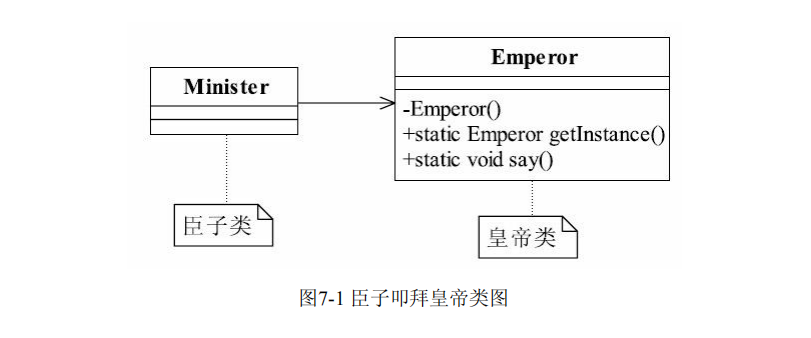 Minister
Emperor
-Emperor()
+static Emperor getInstance()
+static void say()
臣子类
皇帝类
图7-1 臣子叩拜皇帝类图